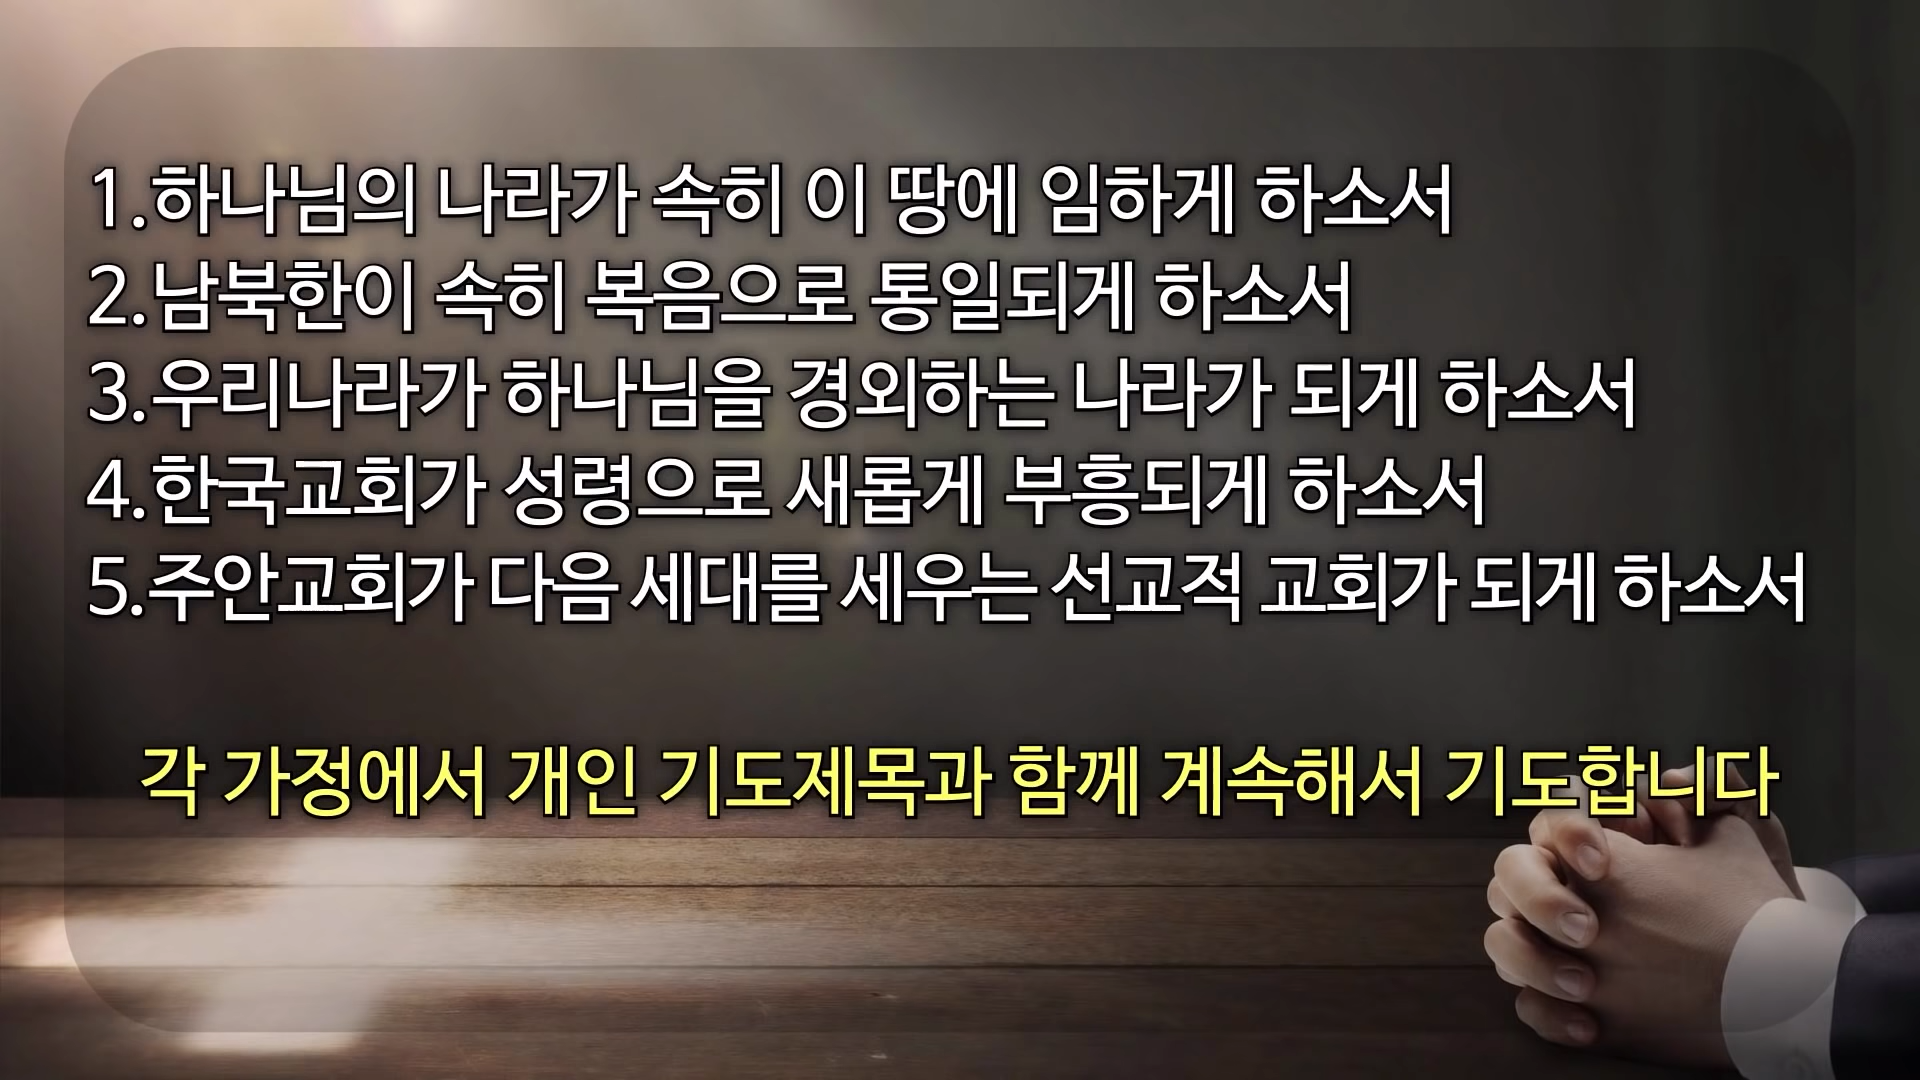 1.하나님의 나라가 속히 이 땅에 임하게 하소서
2.남북한이 속히 복음으로 통일되게 하소서
3.우리나라가 하나님을 경외하는 나라가 되게 하소서
4.한국교회가 성령으로 새롭게 부흥되게 하소서
5.주안교회가 다음 세대를 세우는 선교적 교회가 되게 하소서
각 가정에서 개인 기도제목과 함께 계속해서 기도합니다